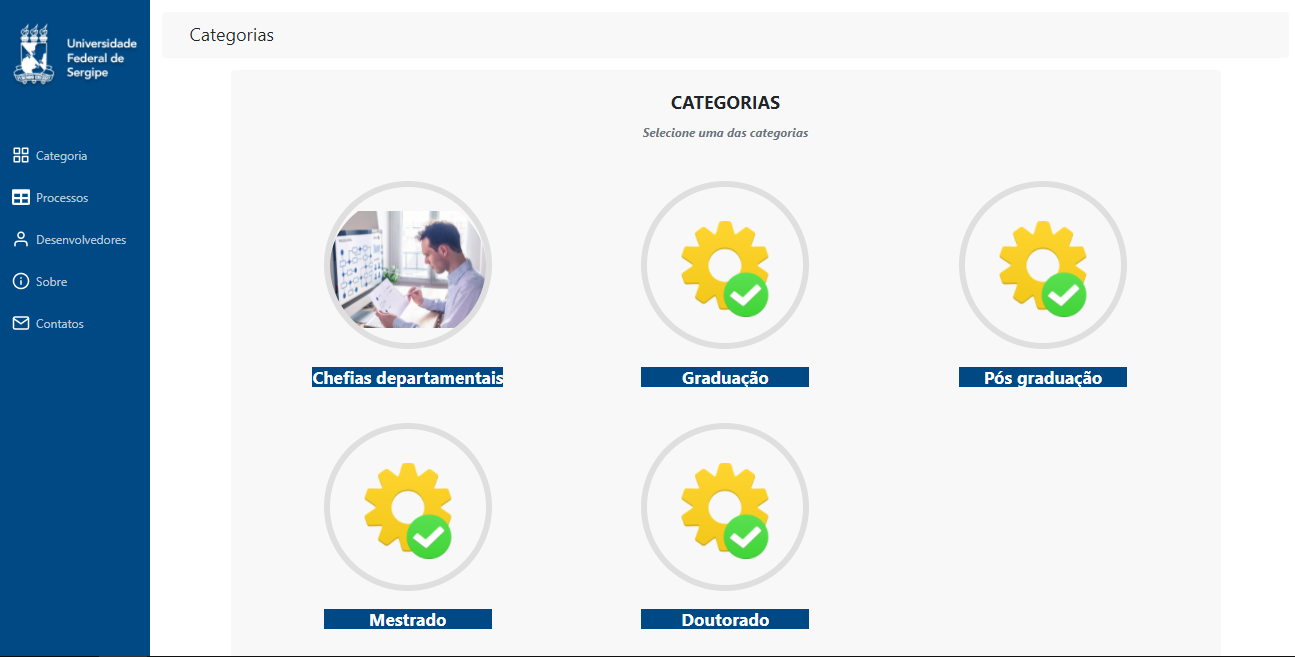 Universidade
Federal de
Sergipe
Categoria
Processos
Desenvolvedores
Sobre
Contatos
Categorias
CATEGORIAS
Selecione uma das categorias
Chefias departamentais
Graduação
Pós graduação
Mestrado
Doutorado